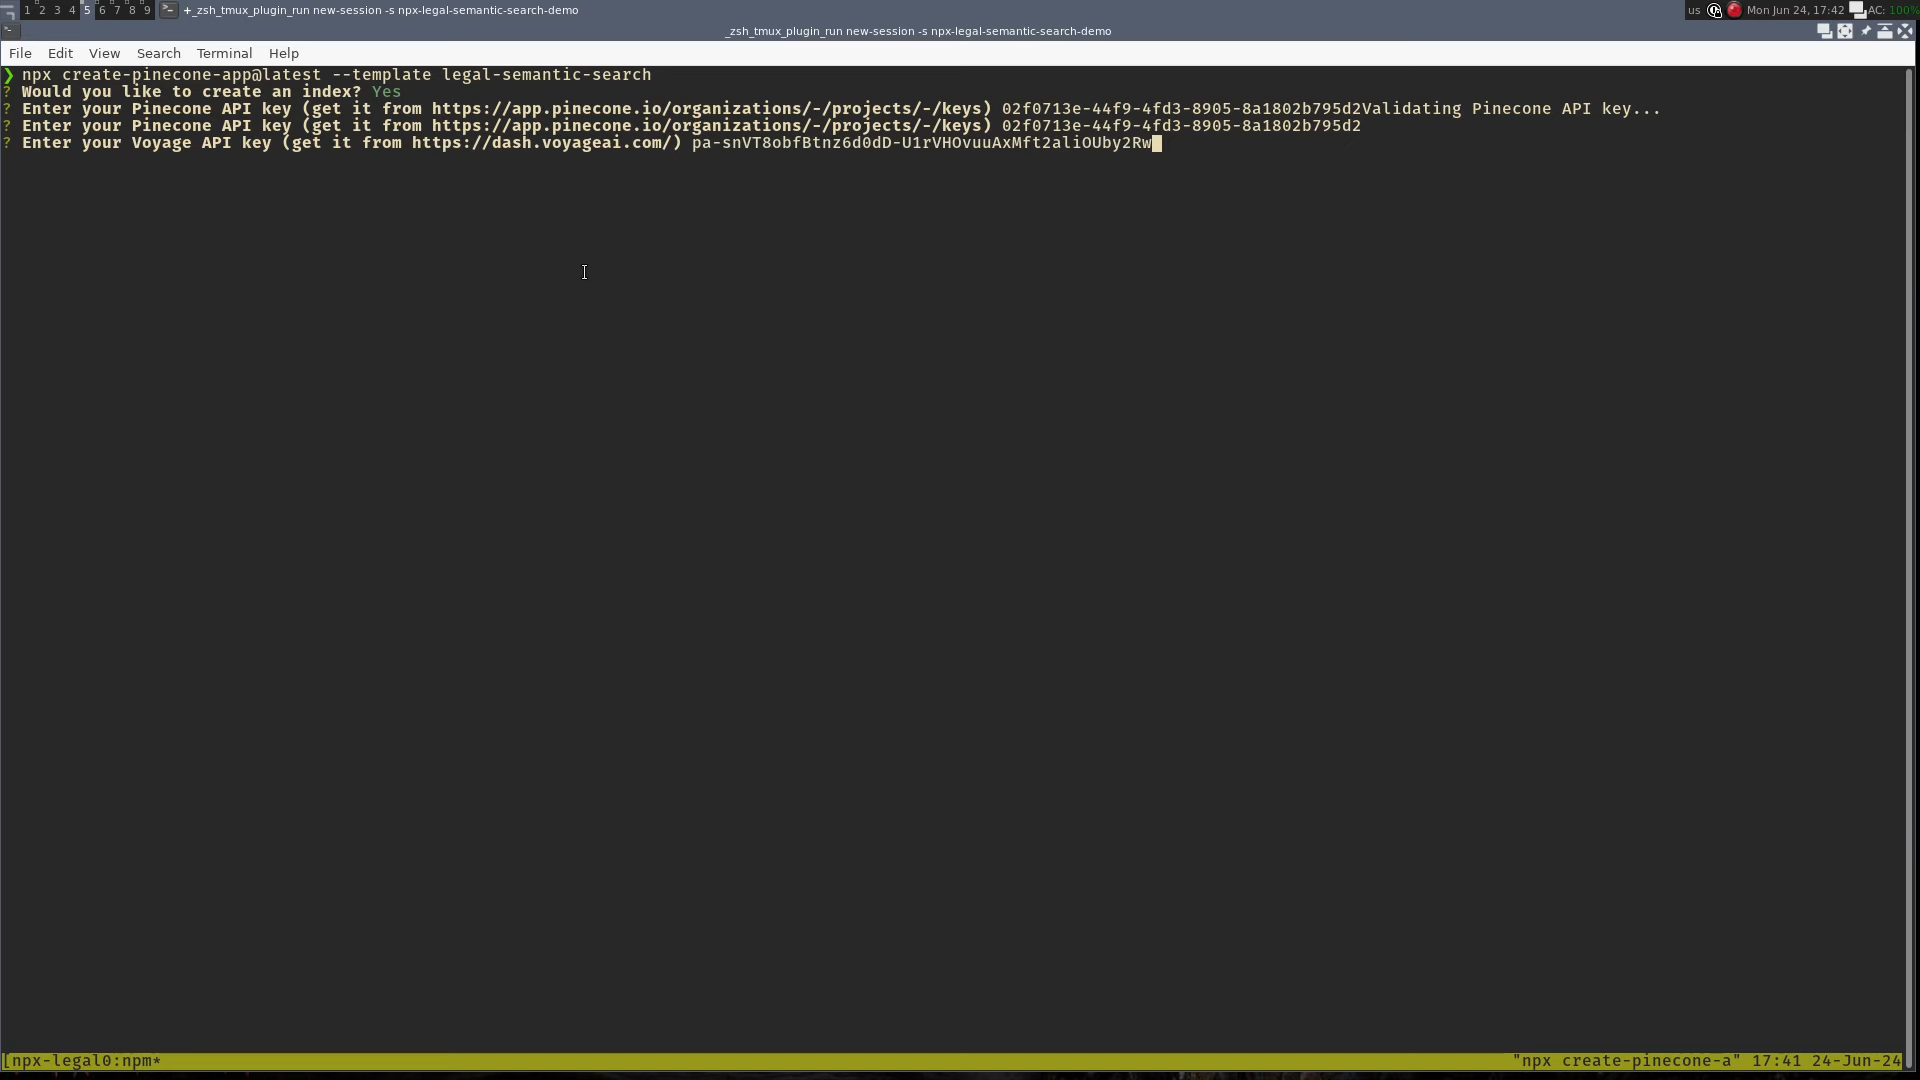 1 2 3 4 5 6 7 8 9 + _zsh_tmux_plugin_run new-session -s npx-legal-semantic-search-demo us Mon Jun 24, 17:42 AC: 100%
_zsh_tmux_plugin_run new-session -s npx-legal-semantic-search-demo
File Edit View Search Terminal Help
❯ npx create-pinecone-app@latest --template legal-semantic-search
? Would you like to create an index? Yes
? Enter your Pinecone API key (get it from https://app.pinecone.io/organizations/-/projects/-/keys) 02f0713e-44f9-4fd3-8905-8a1802b795d2Validating Pinecone API key...
? Enter your Pinecone API key (get it from https://app.pinecone.io/organizations/-/projects/-/keys) 02f0713e-44f9-4fd3-8905-8a1802b795d2
? Enter your Voyage API key (get it from https://dash.voyageai.com/) pa-snVT8obfBtnz6d0dD-U1rVHOvuuAxMft2aliOUby2Rw
[npx-legal0:npm* "npx create-pinecone-a" 17:41 24-Jun-24